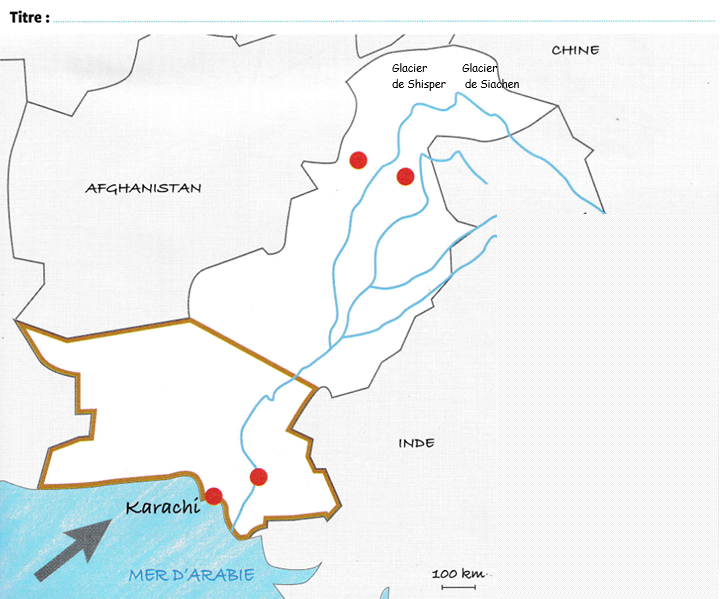 Titre :
CHINE
Glacier
de Shisper
Glacier
de Siachen
AFGHANISTAN
INDE
Karachi
MER D'ARABIE
100 km